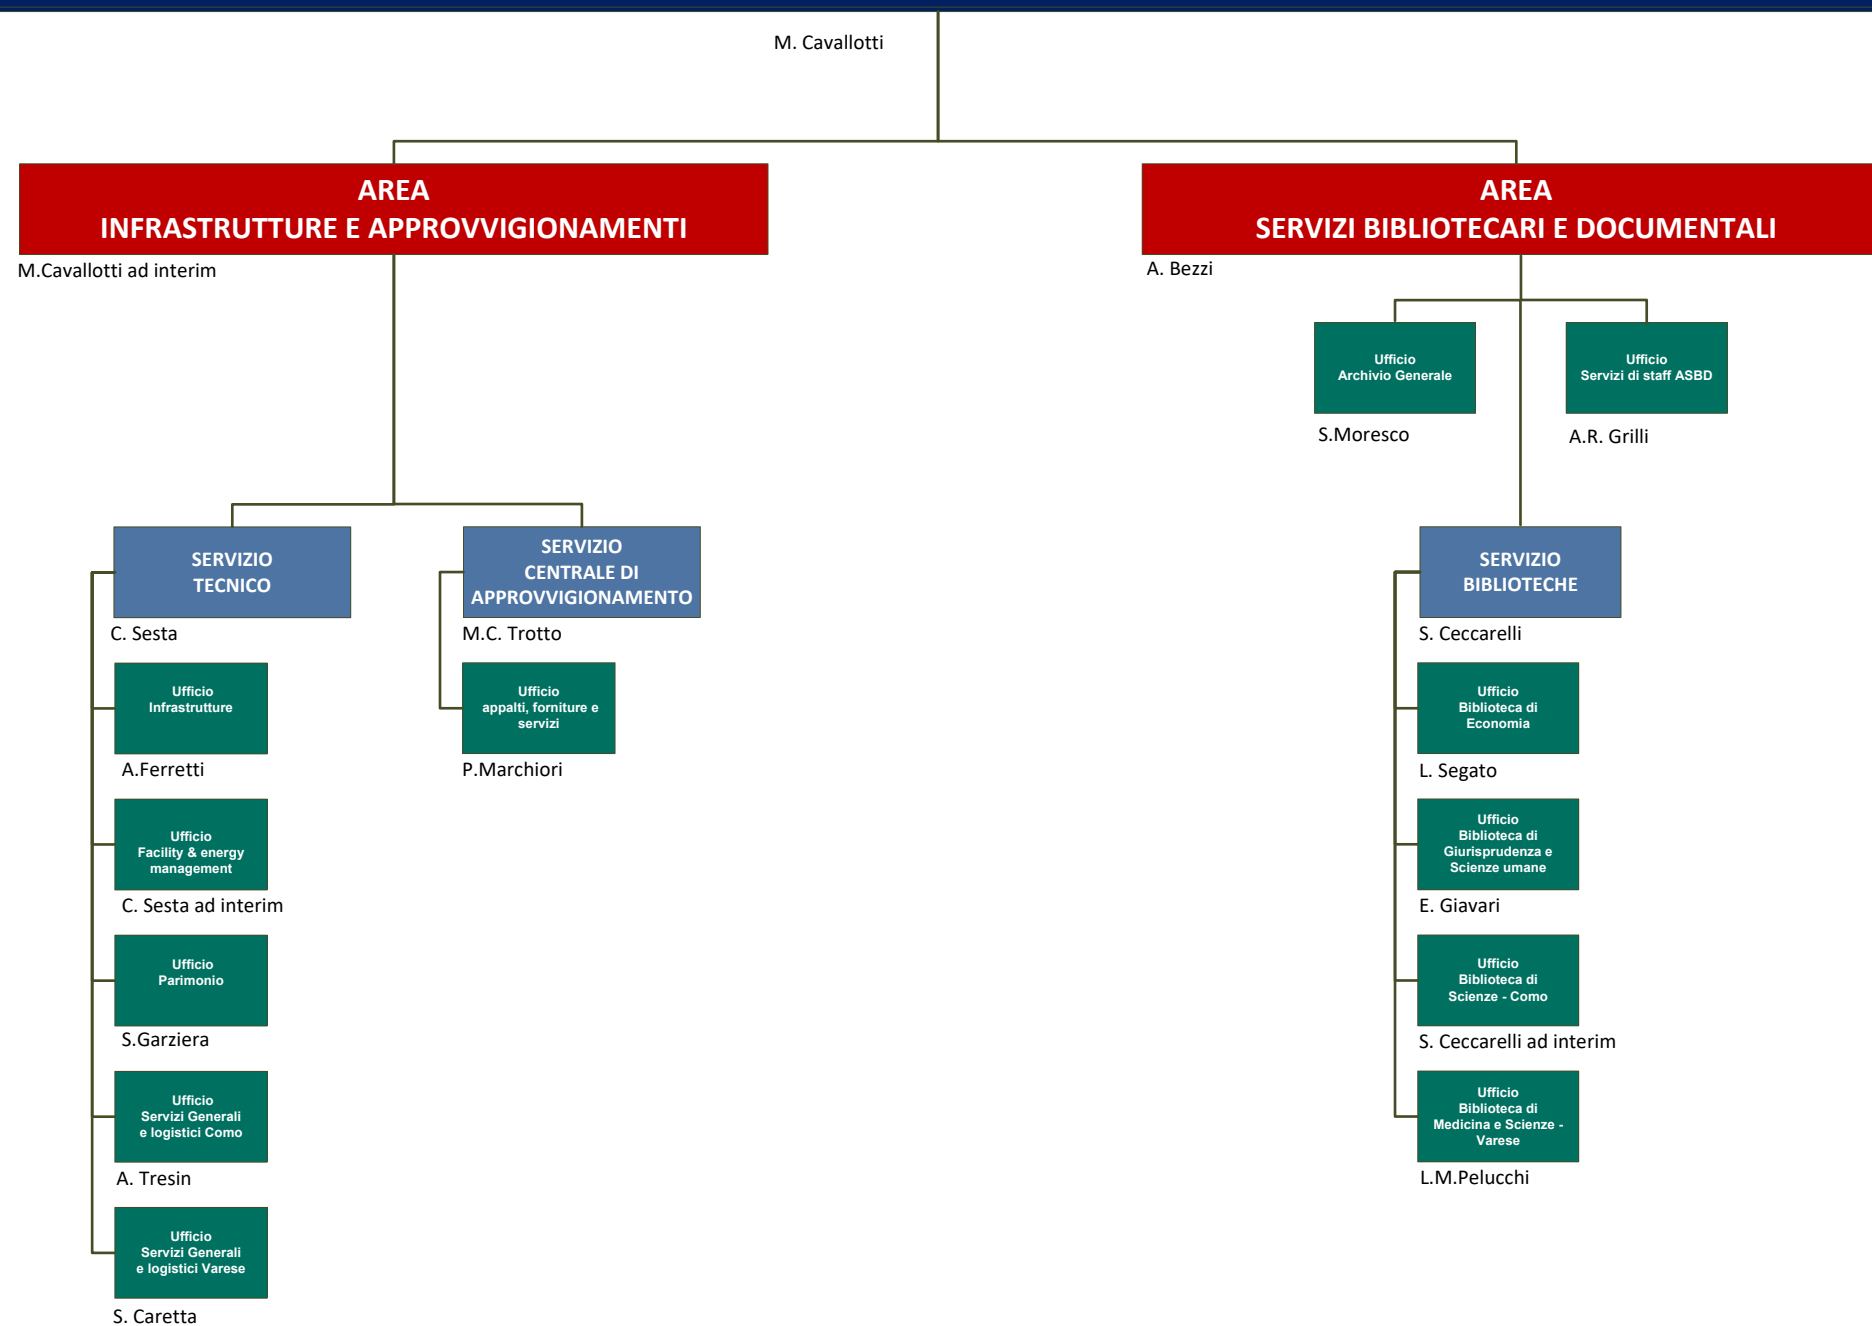 M. Cavallotti
AREA
INFRASTRUTTURE E APPROVVIGIONAMENTI
M.Cavallotti ad interim
AREA
SERVIZI BIBLIOTECARI E DOCUMENTALI
A. Bezzi
Ufficio
Archivio Generale
S.Moresco
Ufficio
Servizi di staff ASBD
A.R. Grilli
SERVIZIO
TECNICO
C. Sesta
Ufficio
Infrastrutture
A.Ferretti
Ufficio
Facility & energy
management
C. Sesta ad interim
Ufficio
Parimonio
S.Garziera
Ufficio
Servizi Generali
e logistici Como
A. Tresin
Ufficio
Servizi Generali
e logistici Varese
S. Caretta
SERVIZIO
CENTRALE DI
APPROVVIGIONAMENTO
M.C. Trotto
Ufficio
appalti, forniture e
servizi
P.Marchiori
SERVIZIO
BIBLIOTECHE
S. Ceccarelli
Ufficio
Biblioteca di
Economia
L. Segato
Ufficio
Biblioteca di
Giurisprudenza e
Scienze umane
E. Giavari
Ufficio
Biblioteca di
Scienze - Como
S. Ceccarelli ad interim
Ufficio
Biblioteca di
Medicina e Scienze -
Varese
L.M.Pelucchi